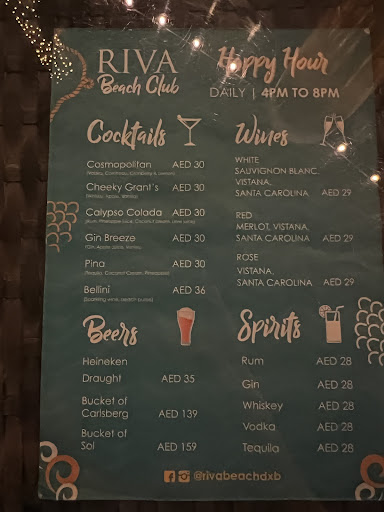 RIVA
Beach Club
Happy Hour
DAILY | 4PM TO 8PM
Cocktails
Cosmopolitan AED 30
Cheeky Grant's AED 30
Calypso Colada AED 30
Gin Breeze AED 30
Pina AED 30
Bellini AED 36
Wines
WHITE
SAUVIGNON BLANC,
VISTANA,
SANTA CAROLINA AED 29
RED
MERLOT, VISTANA,
SANTA CAROLINA AED 29
ROSE
VISTANA,
SANTA CAROLINA AED 29
Beers
Heineken
Draught AED 35
Bucket of
Carlsberg AED 139
Bucket of
Sol AED 159
Spirits
Rum AED 28
Gin AED 28
Whiskey AED 28
Vodka AED 28
Tequila AED 28
@rivabeachdxb